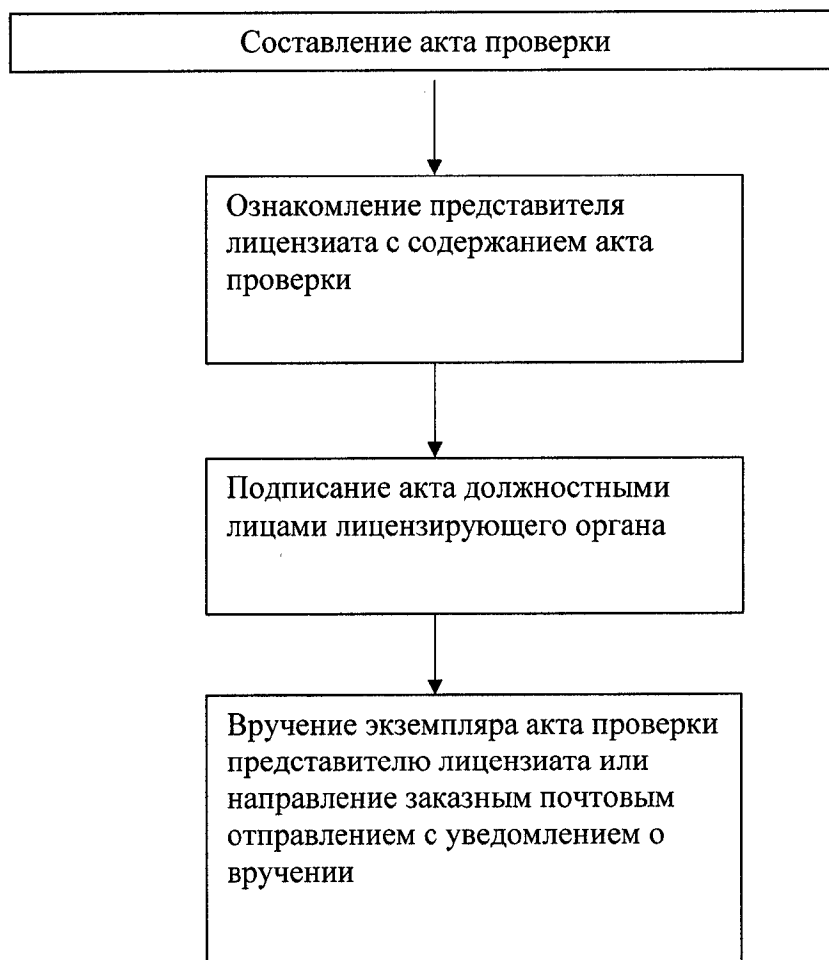 Составление акта проверки
Ознакомление представителя
лицензиата с содержанием акта
проверки
Подписание акта должностными
лицами лицензирующего органа
Вручение экземпляра акта проверки
представителю лицензиата или
направление заказным почтовым
отправлением с уведомлением о
вручении